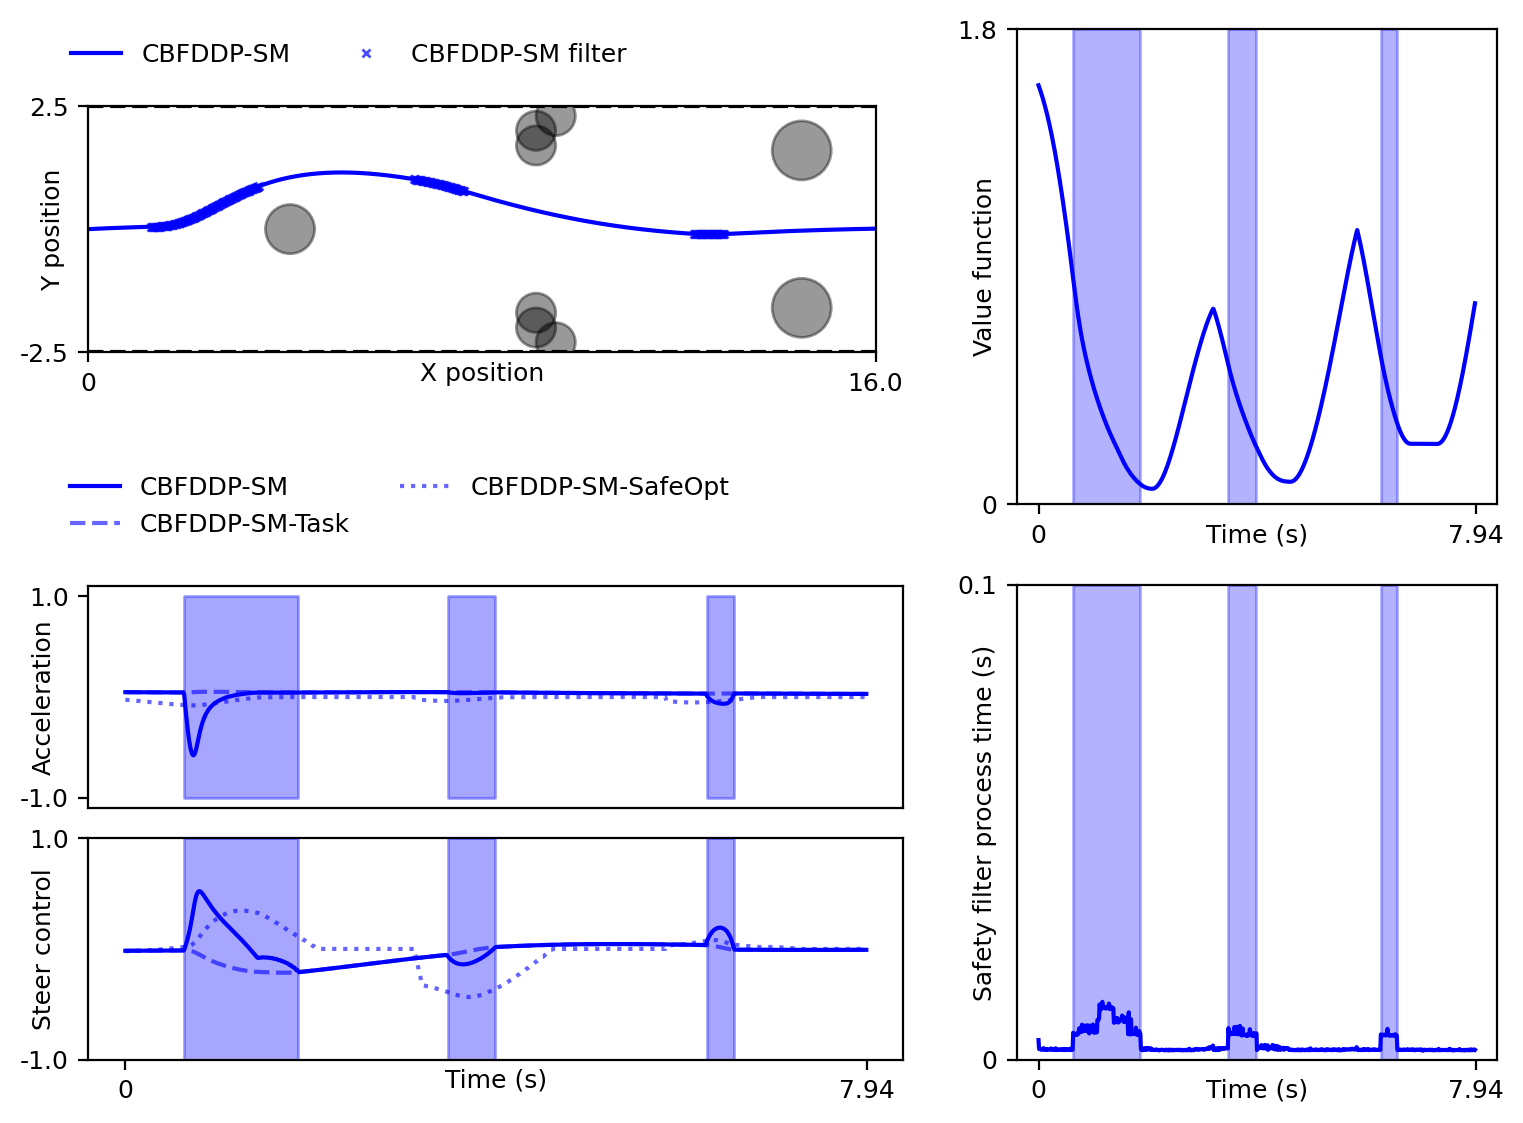 CBFDDP-SM
CBFDDP-SM filter
2.5
Y position
-2.5
0
X position
16.0
1.8
Value function
0
0
Time (s)
7.94
CBFDDP-SM
CBFDDP-SM-SafeOpt
CBFDDP-SM-Task
1.0
Acceleration
-1.0
1.0
Steer control
-1.0
0
Time (s)
7.94
0.1
Safety filter process time (s)
0
0
Time (s)
7.94